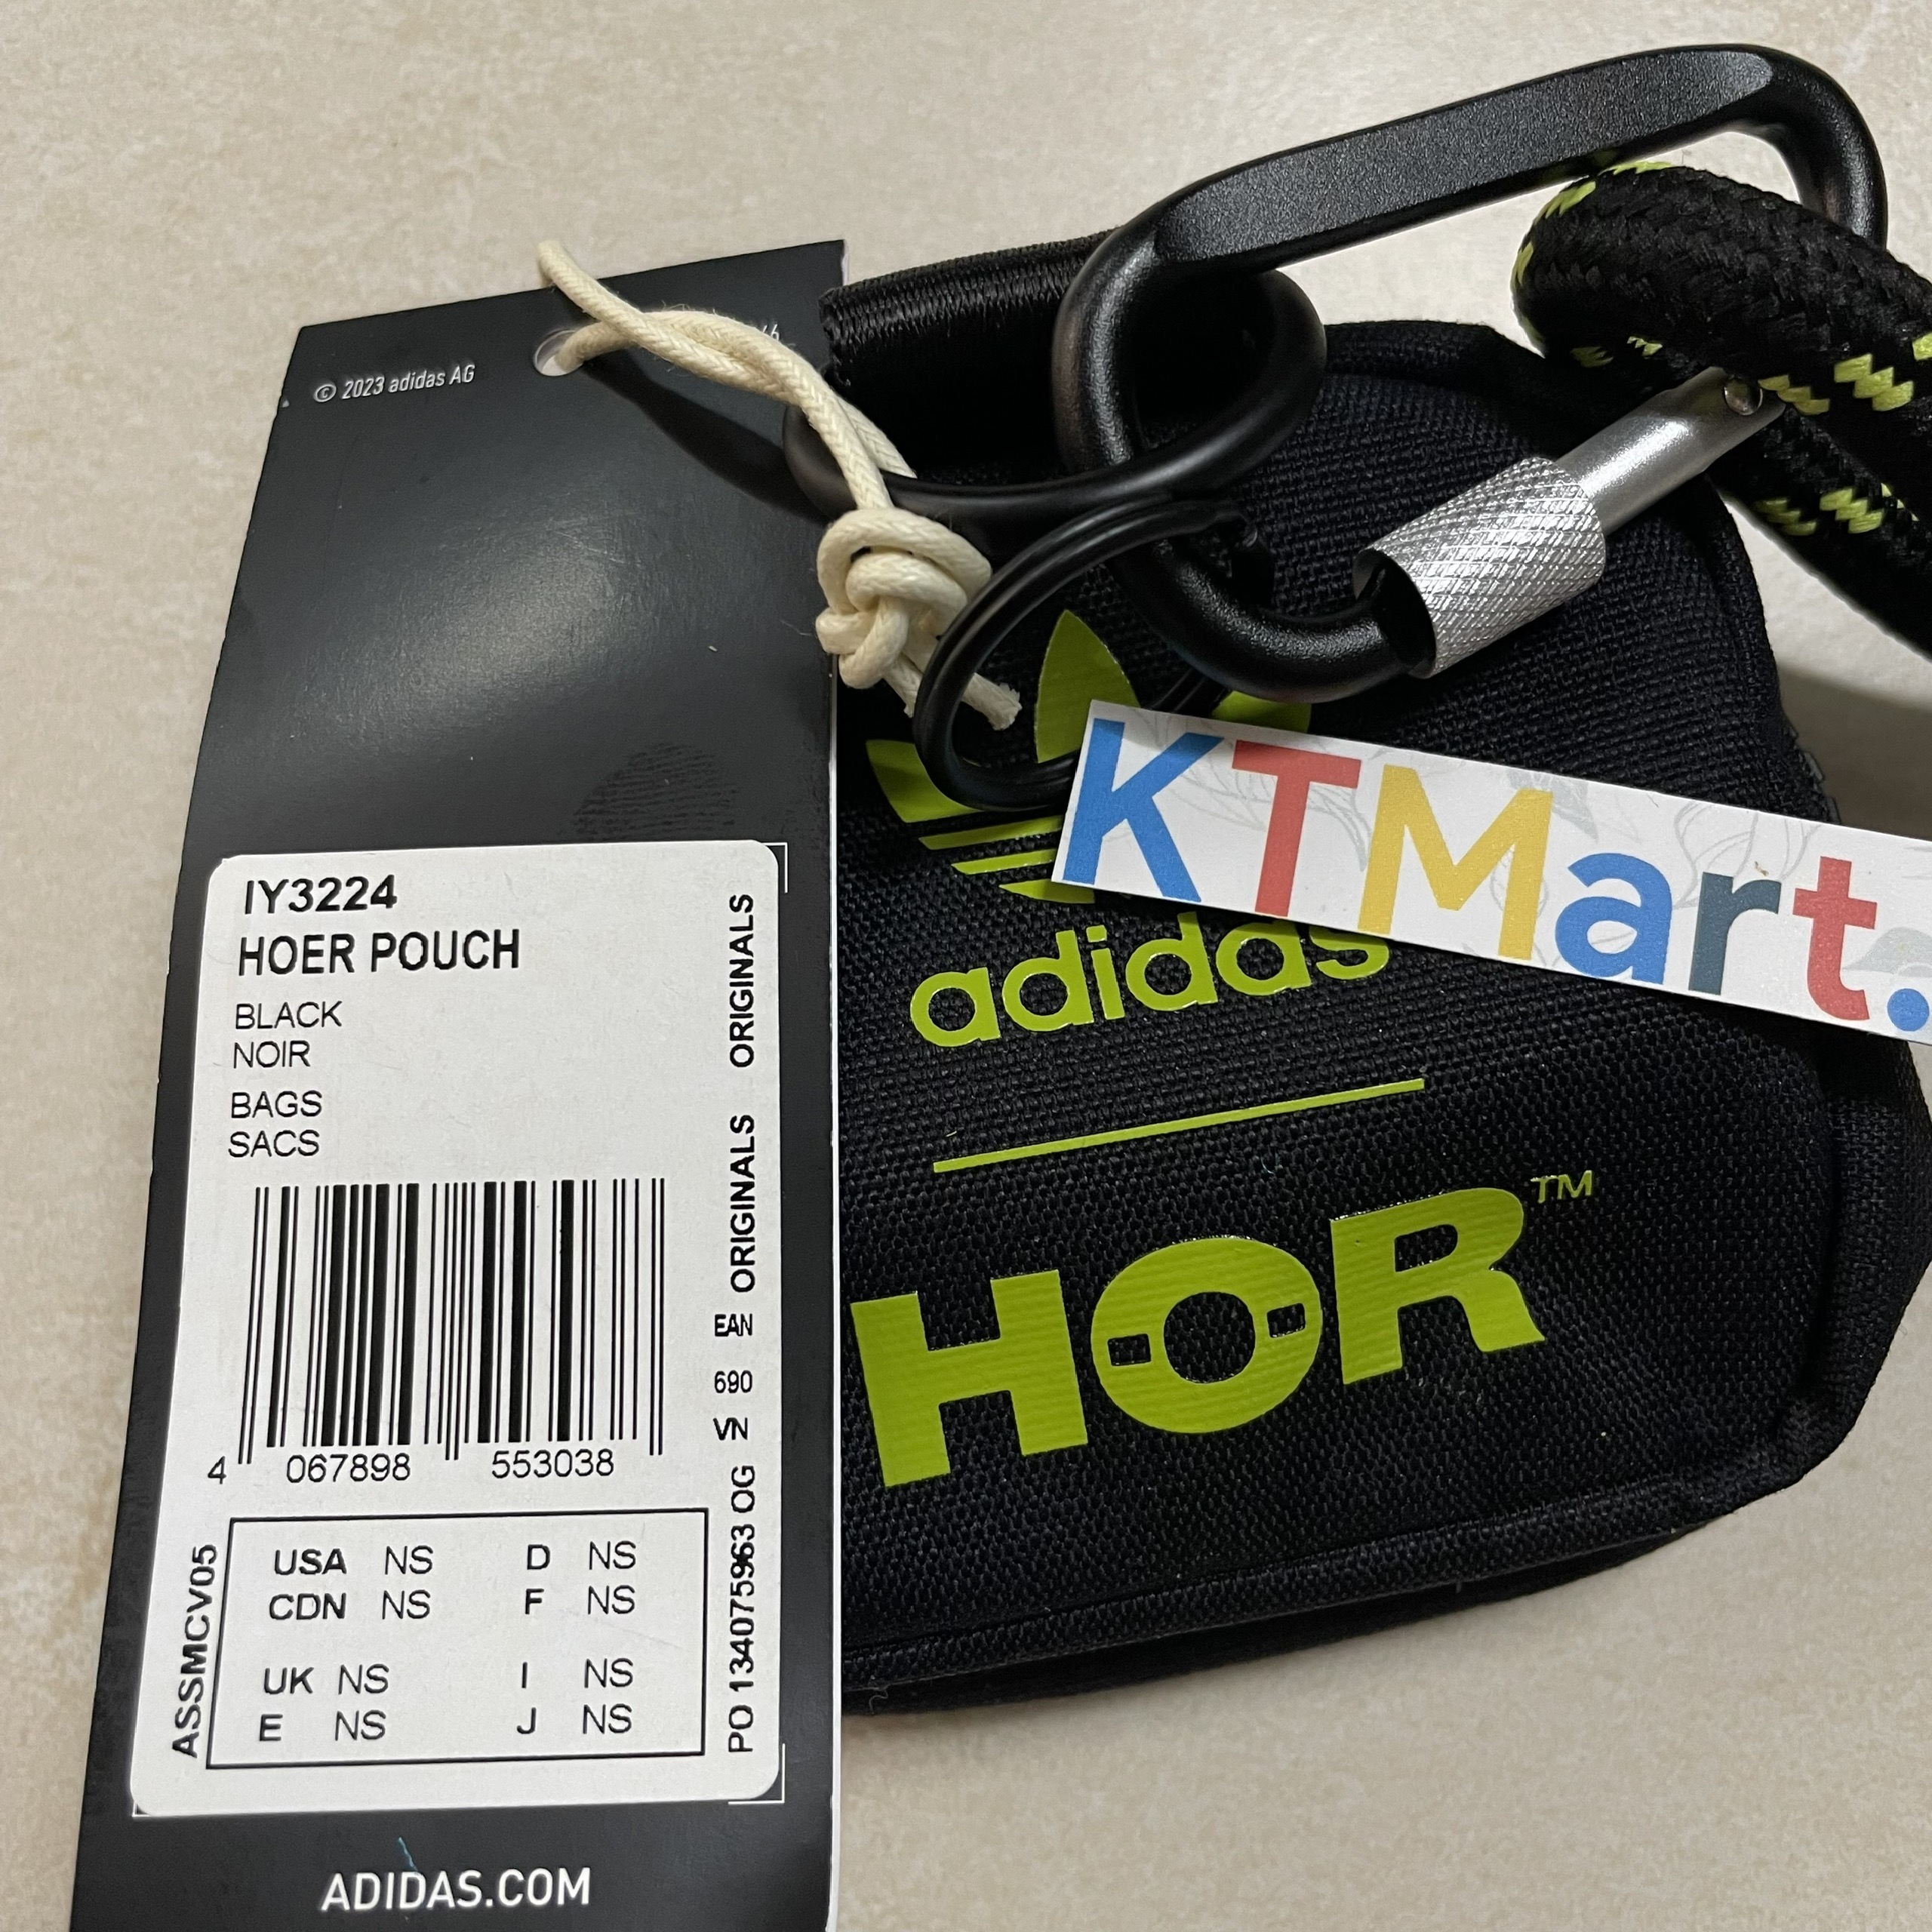 © 2023 adidas AG
IY3224
HOER POUCH
BLACK
NOIR
BAGS
SACS
ORIGINALS
ORIGINALS
EAN
690
VN
PO 134075963 OG
4 067898 553038
ASSMCV05
USA NS D NS
CDN NS F NS
UK NS I NS
E NS J NS
ADIDAS.COM
KTMart.
adidas
HOR™